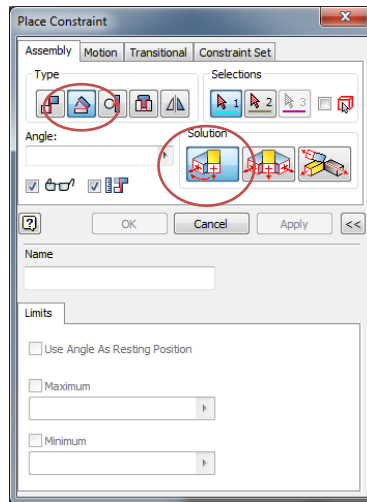 Place Constraint
Assembly Motion Transitional Constraint Set
Type Selections
1 2 3
Angle: Solution
? OK Cancel Apply <<
Name
Limits
Use Angle As Resting Position
Maximum
Minimum